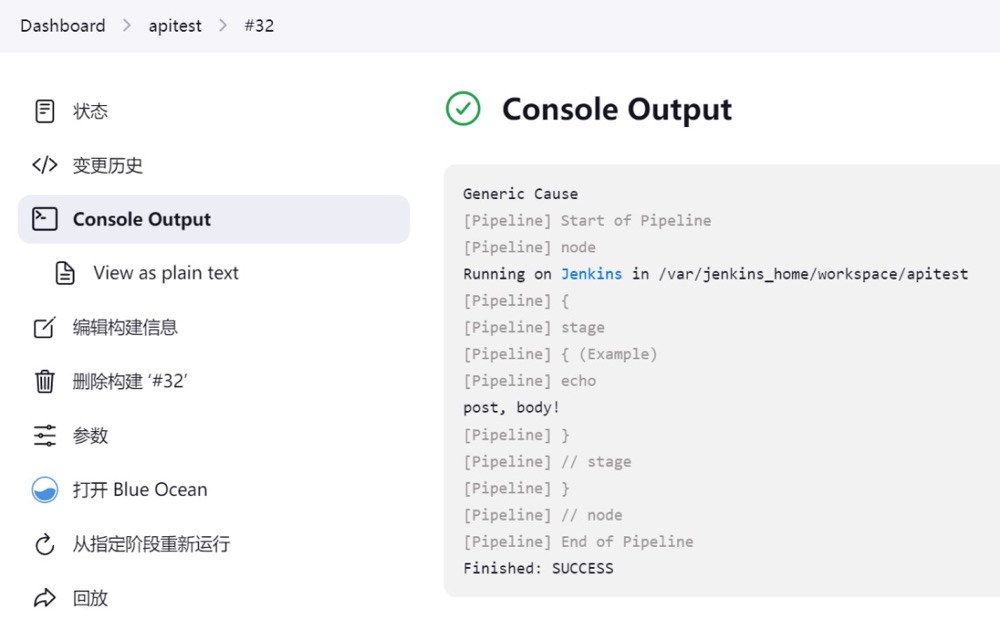 Dashboard > apitest > #32
状态
变更历史
Console Output
View as plain text
编辑构建信息
删除构建 ‘#32’
参数
打开 Blue Ocean
从指定阶段重新运行
回放
Console Output
Generic Cause
[Pipeline] Start of Pipeline
[Pipeline] node
Running on Jenkins in /var/jenkins_home/workspace/apitest
[Pipeline] {
[Pipeline] stage
[Pipeline] { (Example)
[Pipeline] echo
post, body!
[Pipeline] }
[Pipeline] // stage
[Pipeline] }
[Pipeline] // node
[Pipeline] End of Pipeline
Finished: SUCCESS